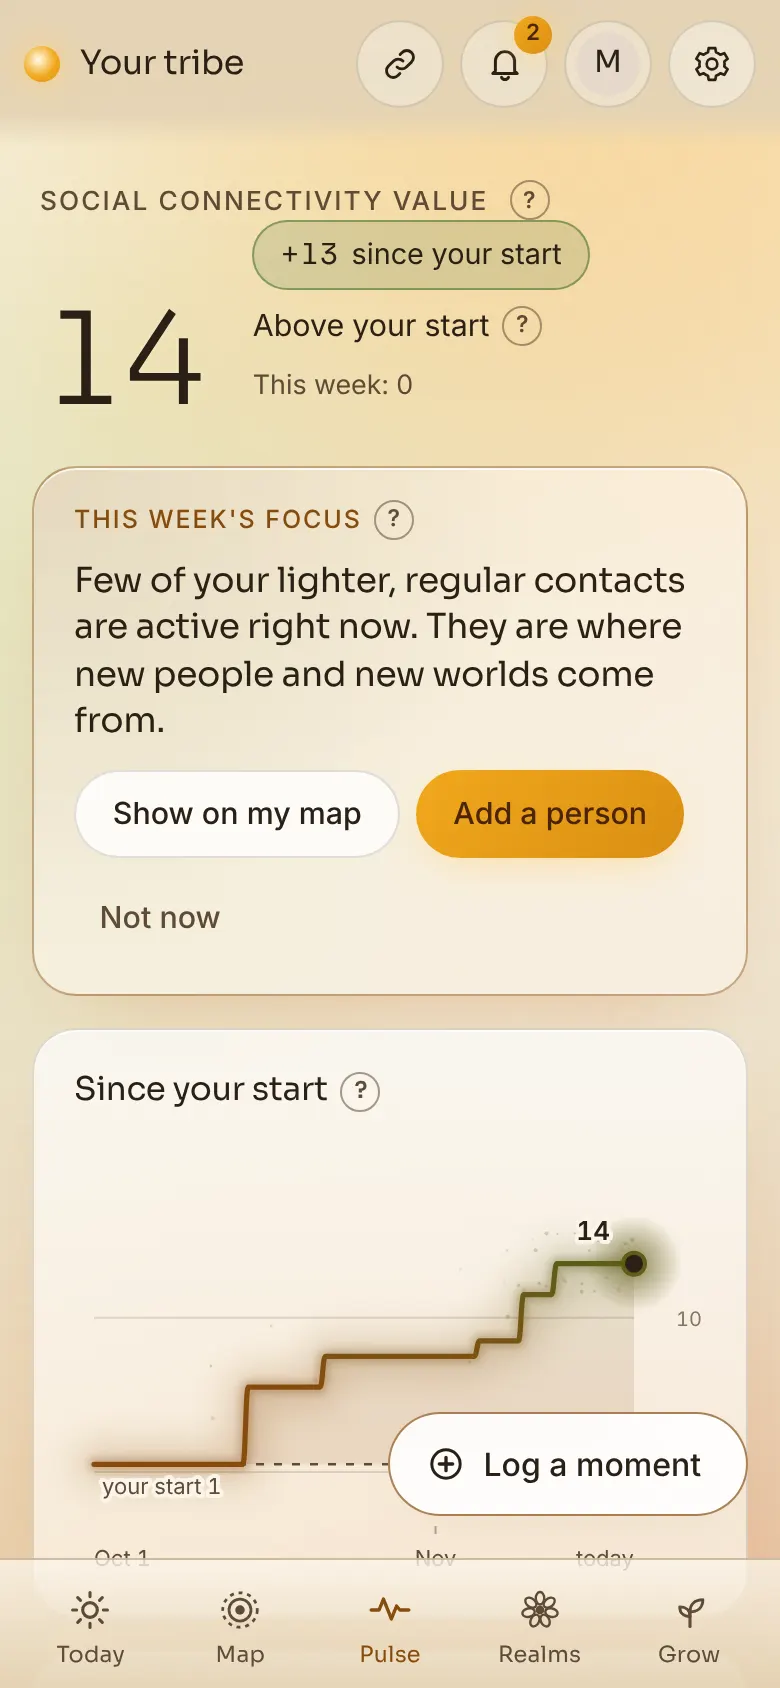 Your tribe
2
M
SOCIAL CONNECTIVITY VALUE ?
+13 since your start
14
Above your start ?
This week: 0
THIS WEEK'S FOCUS ?
Few of your lighter, regular contacts
are active right now. They are where
new people and new worlds come
from.
Show on my map
Add a person
Not now
Since your start ?
14
10
your start 1
Log a moment
Oct 1
Nov
today
Today
Map
Pulse
Realms
Grow